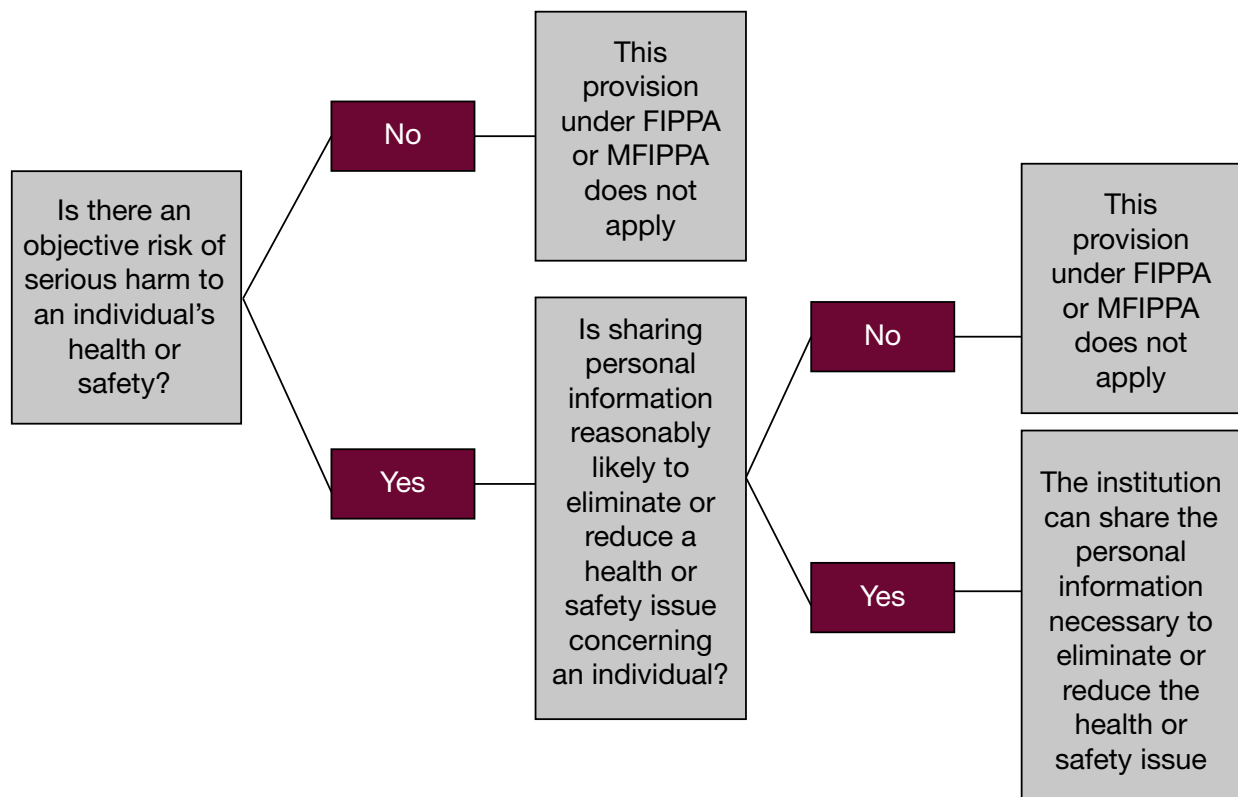 Is there an
objective risk of
serious harm to
an individual’s
health or
safety?
No
This
provision
under FIPPA
or MFIPPA
does not
apply
Yes
Is sharing
personal
information
reasonably
likely to
eliminate or
reduce a
health or
safety issue
concerning
an individual?
No
This
provision
under FIPPA
or MFIPPA
does not
apply
Yes
The institution
can share the
personal
information
necessary to
eliminate or
reduce the
health or
safety issue